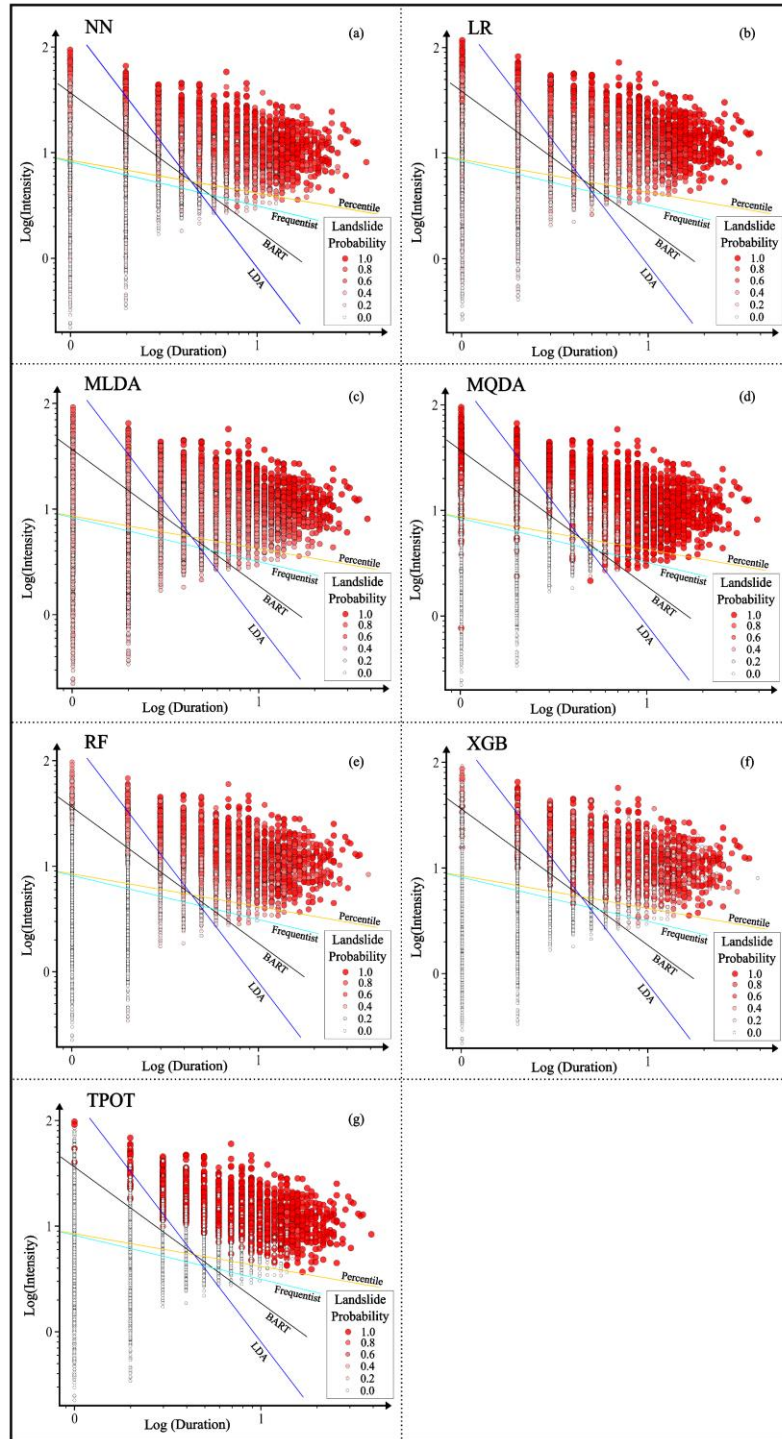 NN
(a)
2
1
0
Log(Intensity)
Percentile
Frequentist
BART
LDA
Landslide
Probability
1.0
0.8
0.6
0.4
0.2
0.0
0
1
Log (Duration)
LR
(b)
2
1
0
Log(Intensity)
Percentile
Frequentist
BART
LDA
Landslide
Probability
1.0
0.8
0.6
0.4
0.2
0.0
0
1
Log (Duration)
MLDA
(c)
2
1
0
Log(Intensity)
Percentile
Frequentist
BART
LDA
Landslide
Probability
1.0
0.8
0.6
0.4
0.2
0.0
0
1
Log (Duration)
MQDA
(d)
2
1
0
Log(Intensity)
Percentile
Frequentist
BART
LDA
Landslide
Probability
1.0
0.8
0.6
0.4
0.2
0.0
0
1
Log (Duration)
RF
(e)
2
1
0
Log(Intensity)
Percentile
Frequentist
BART
LDA
Landslide
Probability
1.0
0.8
0.6
0.4
0.2
0.0
0
1
Log (Duration)
XGB
(f)
2
1
0
Log(Intensity)
Percentile
Frequentist
BART
LDA
Landslide
Probability
1.0
0.8
0.6
0.4
0.2
0.0
0
1
Log (Duration)
TPOT
(g)
2
1
0
Log(Intensity)
Percentile
Frequentist
BART
LDA
Landslide
Probability
1.0
0.8
0.6
0.4
0.2
0.0
0
1
Log (Duration)